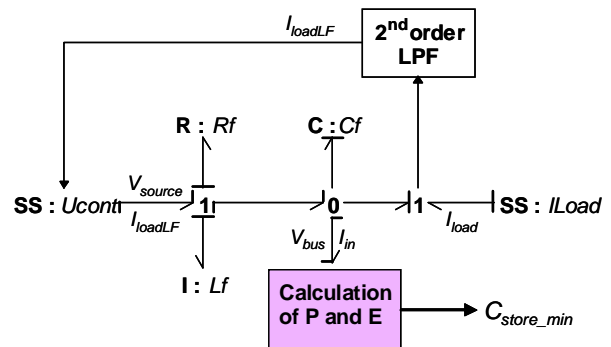 I_loadLF
2nd order
LPF
R : Rf
C : Cf
V_source
SS : Ucont
1
0
1
SS : ILoad
I_loadLF
I_load
V_bus I_in
I : Lf
Calculation
of P and E
C_store_min